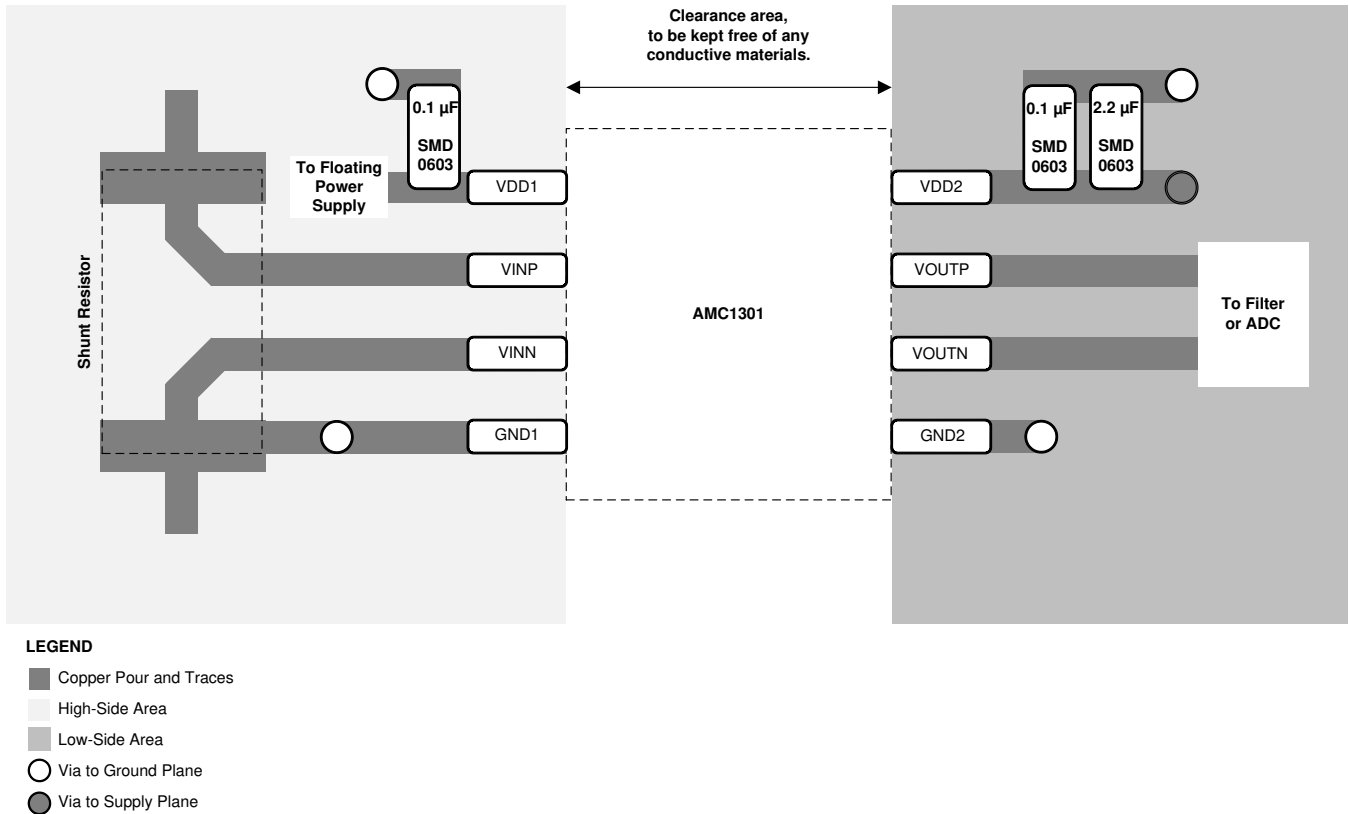 Clearance area,
to be kept free of any
conductive materials.
0.1 µF
SMD
0603
To Floating
Power
Supply
VDD1
VINP
VINN
GND1
Shunt Resistor
AMC1301
0.1 µF
SMD
0603
2.2 µF
SMD
0603
VDD2
VOUTP
VOUTN
GND2
To Filter
or ADC
LEGEND
Copper Pour and Traces
High-Side Area
Low-Side Area
Via to Ground Plane
Via to Supply Plane